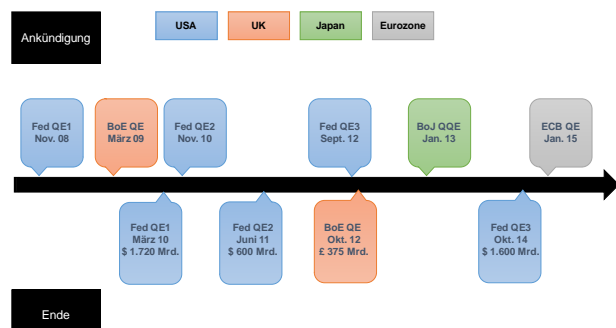 Ankündigung
USA
UK
Japan
Eurozone
Fed QE1
Nov. 08
BoE QE
März 09
Fed QE2
Nov. 10
Fed QE3
Sept. 12
BoJ QQE
Jan. 13
ECB QE
Jan. 15
Fed QE1
März 10
$ 1.720 Mrd.
Fed QE2
Juni 11
$ 600 Mrd.
BoE QE
Okt. 12
£ 375 Mrd.
Fed QE3
Okt. 14
$ 1.600 Mrd.
Ende